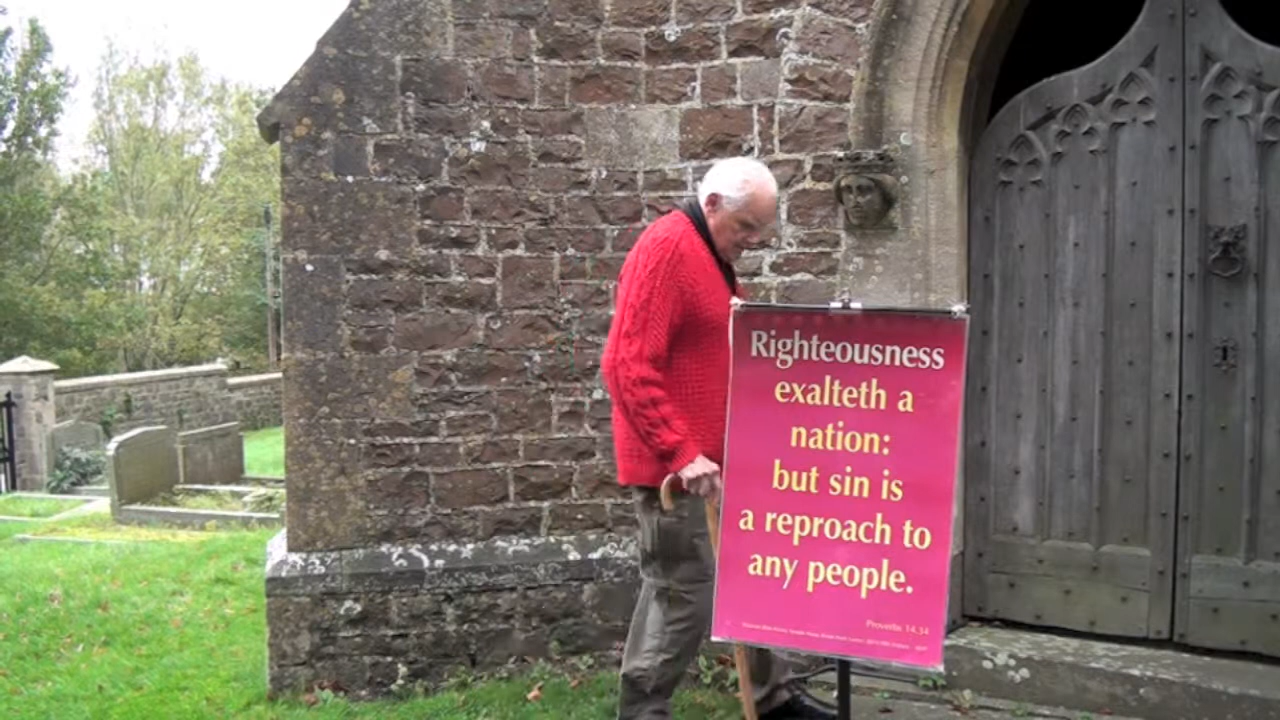 Righteousness
exalteth a
nation:
but sin is
a reproach to
any people.
Proverbs 14.34